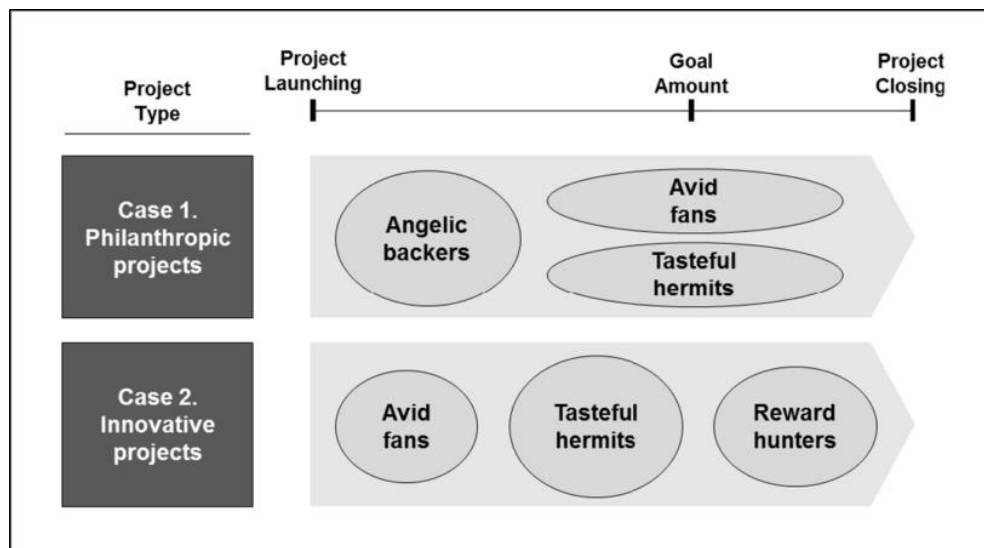 Project
Launching
Goal
Amount
Project
Closing
Project
Type
Case 1.
Philanthropic
projects
Angelic
backers
Avid
fans
Tasteful
hermits
Case 2.
Innovative
projects
Avid
fans
Tasteful
hermits
Reward
hunters